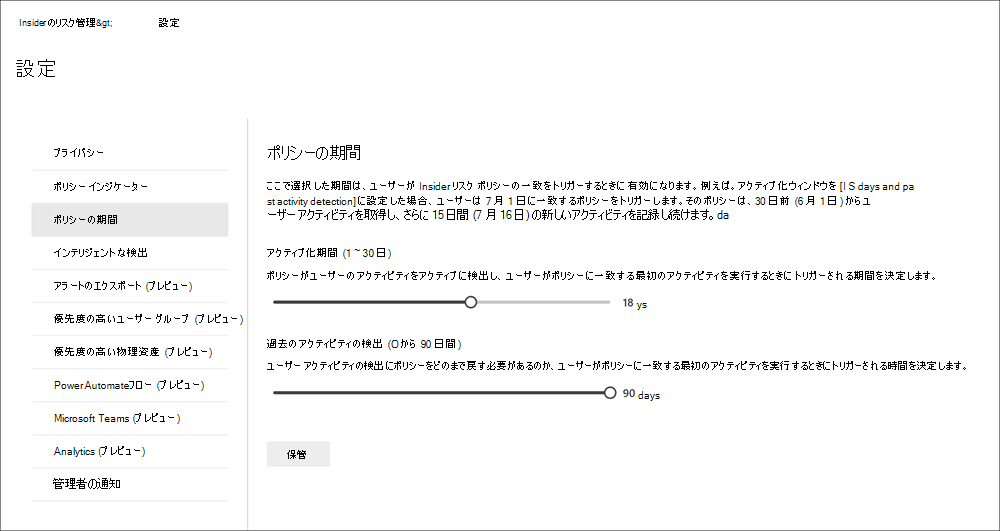 Insiderのリスク管理&gt; 設定
設定
プライバシー
ポリシー インジケーター
ポリシーの期間
インテリジェントな検出
アラートのエクスポート (プレビュー)
優先度の高いユーザー グループ (プレビュー)
優先度の高い物理資産 (プレビュー)
PowerAutomateフロー (プレビュー)
Microsoft Teams (プレビュー)
Analytics (プレビュー)
管理者の通知
ポリシーの期間
ここで選択した期間は、ユーザーが Insiderリスク ポリシーの一致をトリガーするときに有効になります。例えば。アクティブ化ウィンドウを [I S days and pa
st activity detection]に設定した場合、ユーザーは 7 月 1 日に一致するポリシーをトリガーします。そのポリシーは、30日前 (6 月 1 日) からユ
ーザー アクティビティを取得し、さらに 15日間 (7 月 16日) の新しいアクティビティを記録し続けます。da
アクティブ化期間 (1 ~ 30日)
ポリシーがユーザーのアクティビティをアクティブに検出し、ユーザーがポリシーに一致する最初のアクティビティを実行するときにトリガーされる期間を決定します。
18 ys
過去のアクティビティの検出 (Oから 90日間)
ユーザー アクティビティの検出にポリシーをどのまで戻す必要があるのか、ユーザーがポリシーに一致する最初のアクティビティを実行するときにトリガーされる時間を決定します。
90 days
保管